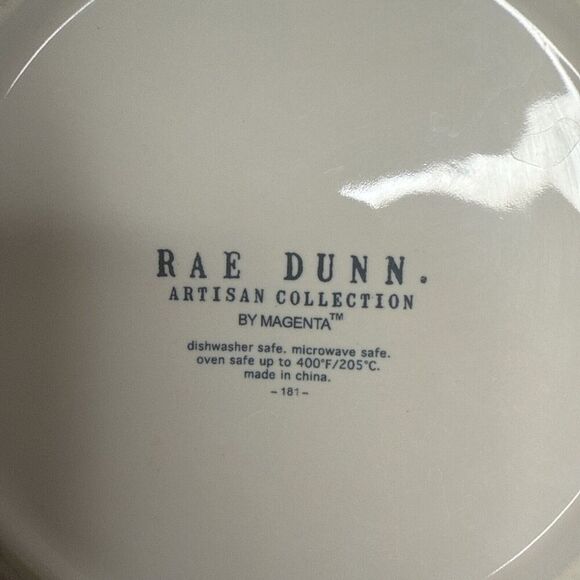 RAE DUNN.
ARTISAN COLLECTION
BY MAGENTA™
dishwasher safe. microwave safe.
oven safe up to 400°F/205°C.
made in china.
– 181 –